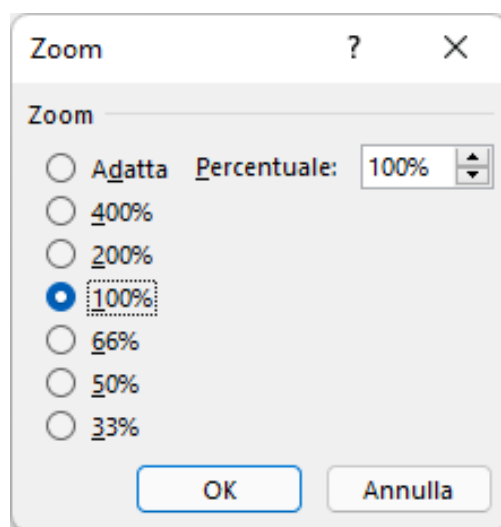 Zoom ? ×
Zoom
Adatta Percentuale: 100%
400%
200%
100%
66%
50%
33%
OK Annulla